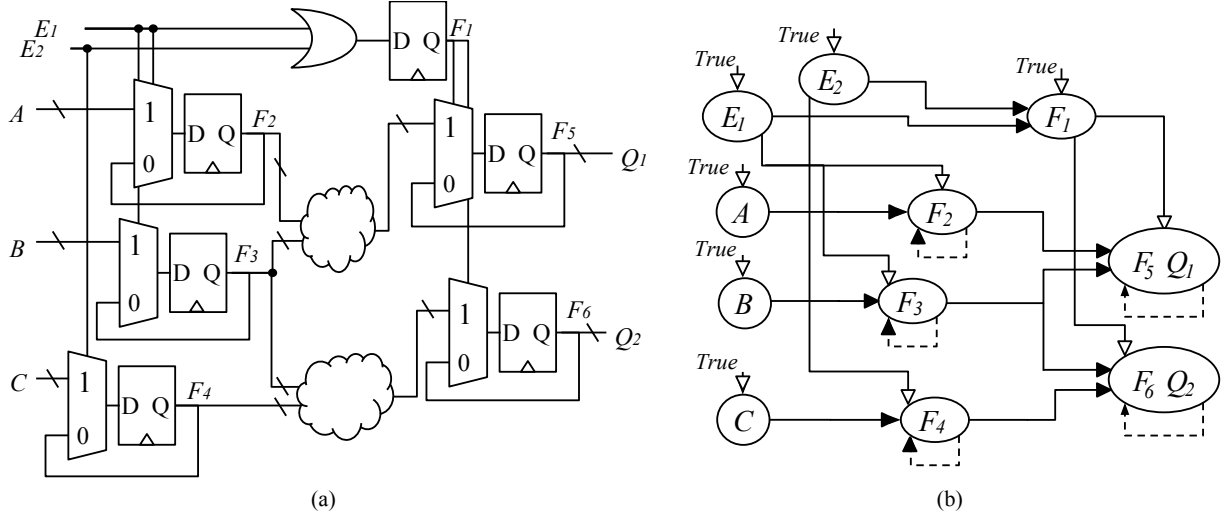 E1
E2
D Q
F1
A
1
0
D Q
F2
1
0
D Q
F5
Q1
B
1
0
D Q
F3
1
0
D Q
F6
Q2
C
1
0
D Q
F4
(a)
True
True
True
E2
E1
F1
True
A
F2
True
B
F3
F5 Q1
True
C
F4
F6 Q2
(b)